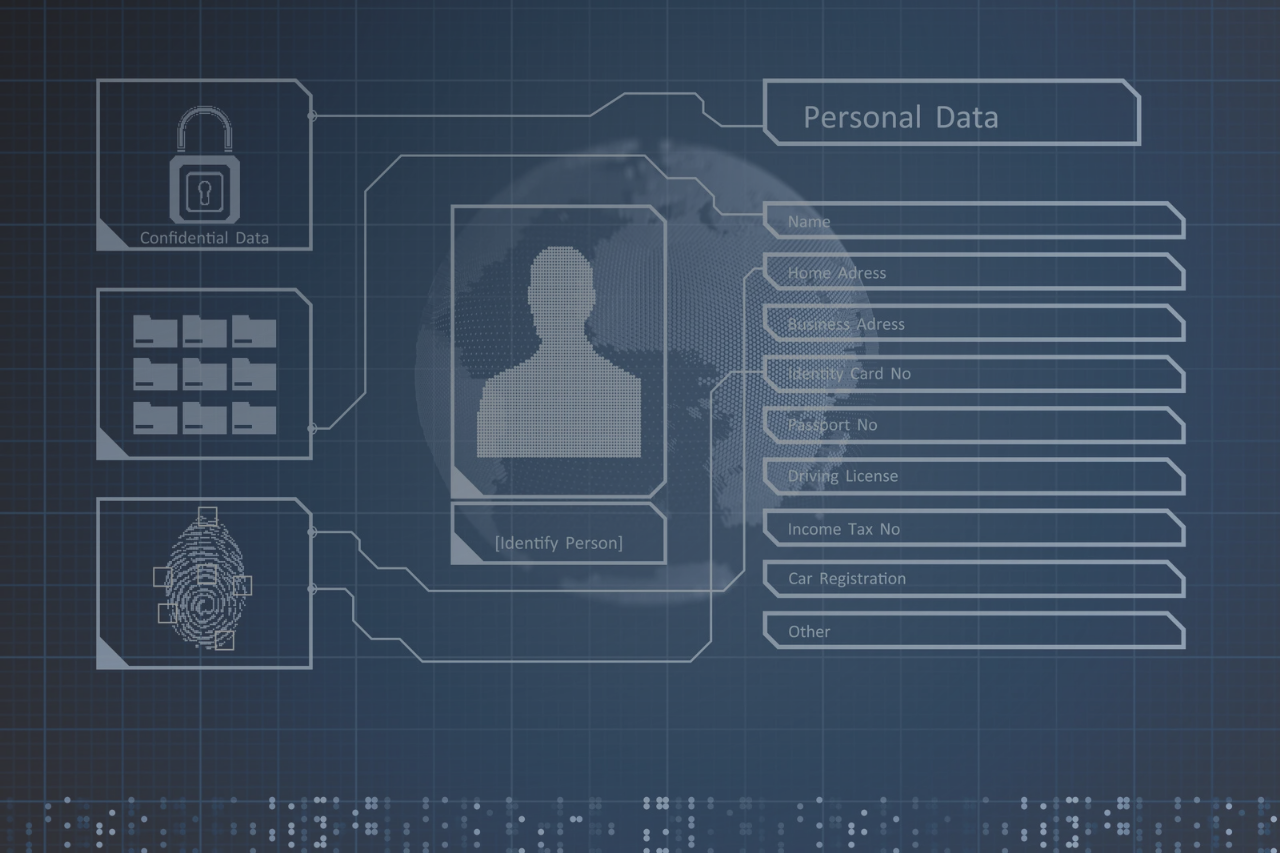 Personal Data
Confidential Data
Name
Home Adress
Business Adress
Identity Card No
Passport No
Driving License
[Identify Person]
Income Tax No
Car Registration
Other